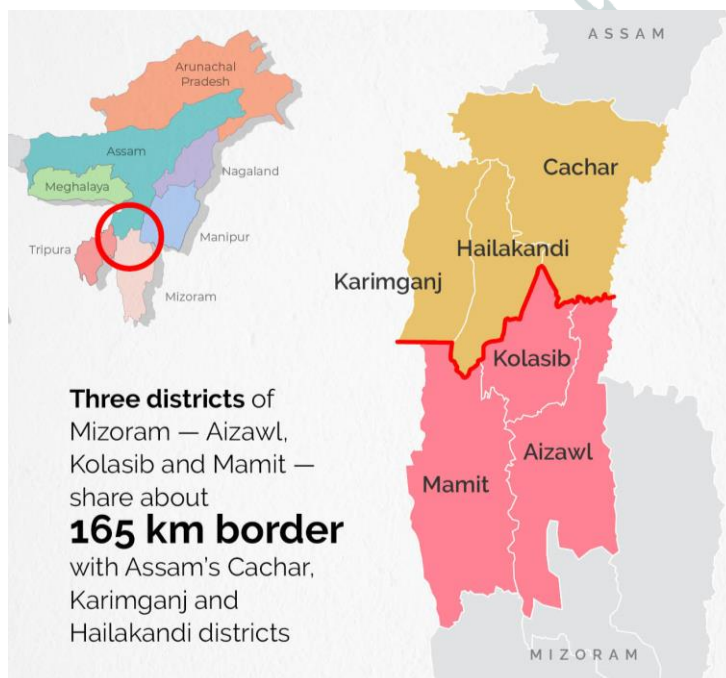 ASSAM
Arunachal
Pradesh
Assam
Nagaland
Meghalaya
Manipur
Tripura
Mizoram
Cachar
Hailakandi
Karimganj
Kolasib
Aizawl
Mamit
Three districts of
Mizoram — Aizawl,
Kolasib and Mamit —
share about
165 km border
with Assam's Cachar,
Karimganj and
Hailakandi districts
MIZORAM